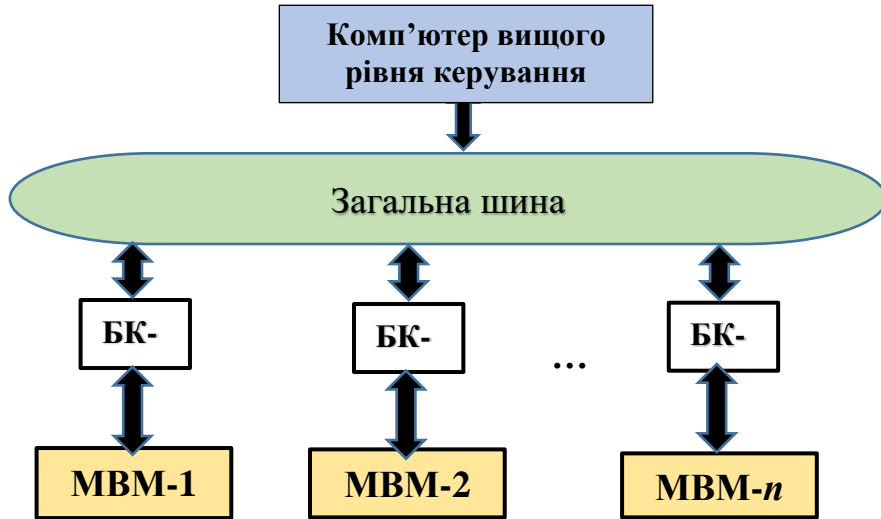 Комп’ютер вищого
рівня керування
Загальна шина
БК-
БК-
...
БК-
МВМ-1
МВМ-2
МВМ-n